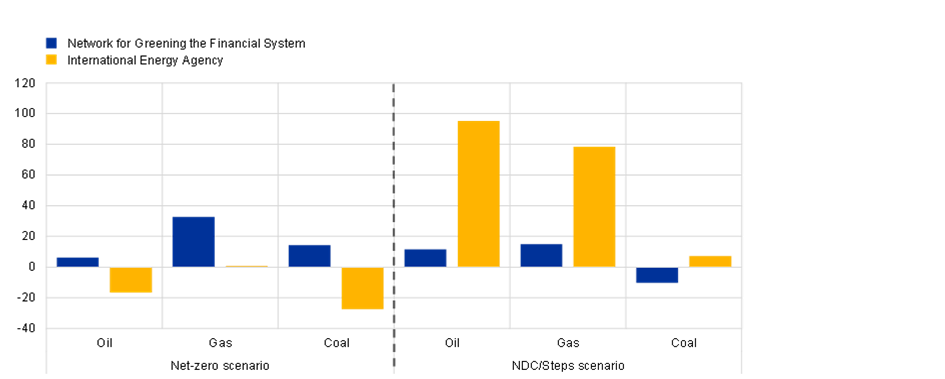 Network for Greening the Financial System
International Energy Agency
120
100
80
60
40
20
0
-20
-40
Oil Gas Coal Oil Gas Coal
Net-zero scenario NDC/Steps scenario